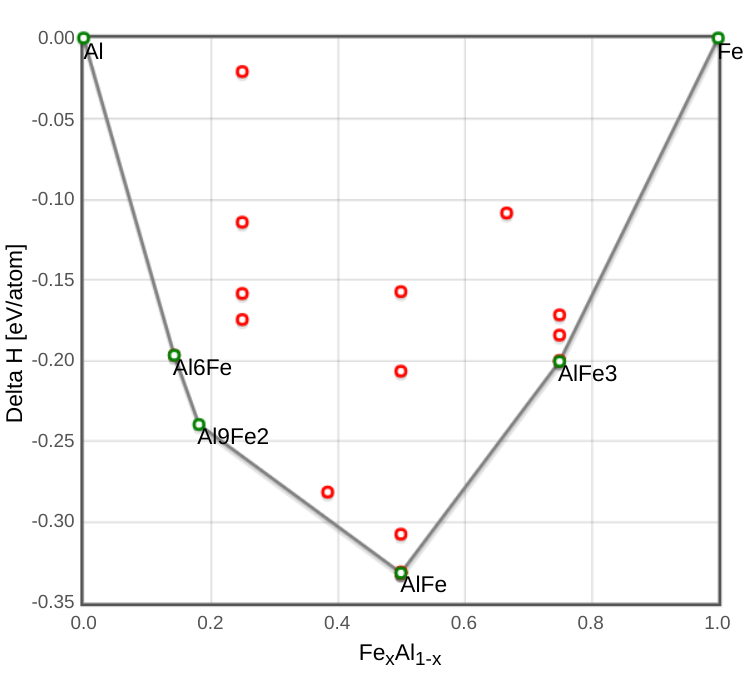 0.00
-0.05
-0.10
-0.15
-0.20
-0.25
-0.30
-0.35
Delta H [eV/atom]
Al
Fe
Al6Fe
AlFe3
Al9Fe2
AlFe
0.0 0.2 0.4 0.6 0.8 1.0
FexAl1-x